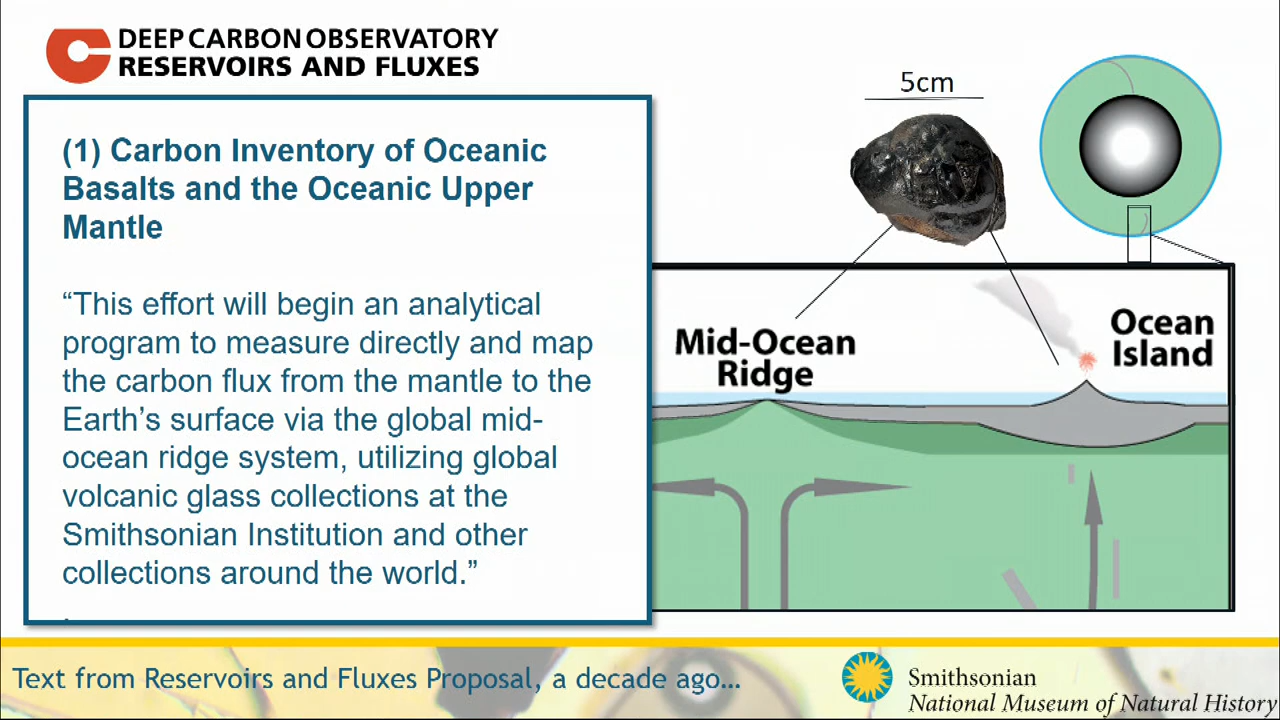 DEEP CARBON OBSERVATORY
RESERVOIRS AND FLUXES
(1) Carbon Inventory of Oceanic
Basalts and the Oceanic Upper
Mantle
“This effort will begin an analytical
program to measure directly and map
the carbon flux from the mantle to the
Earth’s surface via the global mid-
ocean ridge system, utilizing global
volcanic glass collections at the
Smithsonian Institution and other
collections around the world.”
.
5cm
Mid-Ocean
Ridge
Ocean
Island
Text from Reservoirs and Fluxes Proposal, a decade ago...
Smithsonian
National Museum of Natural History